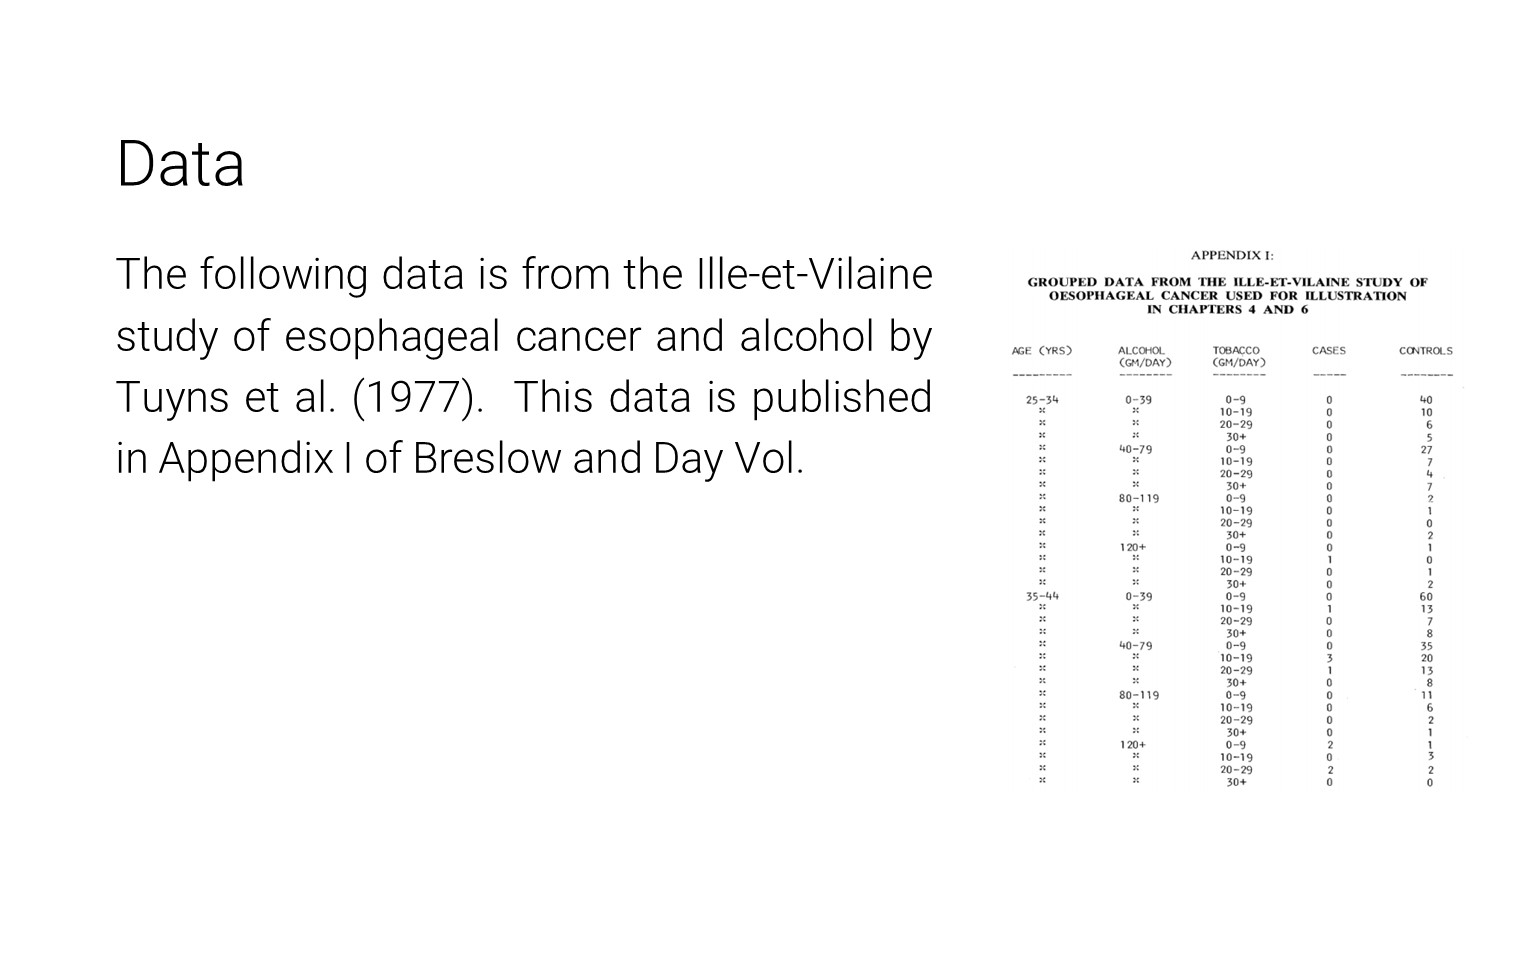 Data
The following data is from the Ille-et-Vilaine
study of esophageal cancer and alcohol by
Tuyns et al. (1977). This data is published
in Appendix I of Breslow and Day Vol.
APPENDIX I:
GROUPED DATA FROM THE ILLE-ET-VILAINE STUDY OF
OESOPHAGEAL CANCER USED FOR ILLUSTRATION
IN CHAPTERS 4 AND 6
AGE (YRS) ALCOHOL TOBACCO CASES CONTROLS
(GM/DAY) (GM/DAY)
--------- -------- -------- ----- --------
25-34 0-39 0-9 0 40
" " 10-19 0 10
" " 20-29 0 6
" " 30+ 0 5
" 40-79 0-9 0 27
" " 10-19 0 7
" " 20-29 0 4
" " 30+ 0 7
" 80-119 0-9 0 2
" " 10-19 0 1
" " 20-29 0 0
" " 30+ 0 2
" 120+ 0-9 0 1
" " 10-19 1 0
" " 20-29 0 1
" " 30+ 0 2
35-44 0-39 0-9 0 60
" " 10-19 1 13
" " 20-29 0 7
" " 30+ 0 8
" 40-79 0-9 0 35
" " 10-19 3 20
" " 20-29 1 13
" " 30+ 0 8
" 80-119 0-9 0 11
" " 10-19 0 6
" " 20-29 0 2
" " 30+ 0 1
" 120+ 0-9 2 1
" " 10-19 0 3
" " 20-29 2 2
" " 30+ 0 0